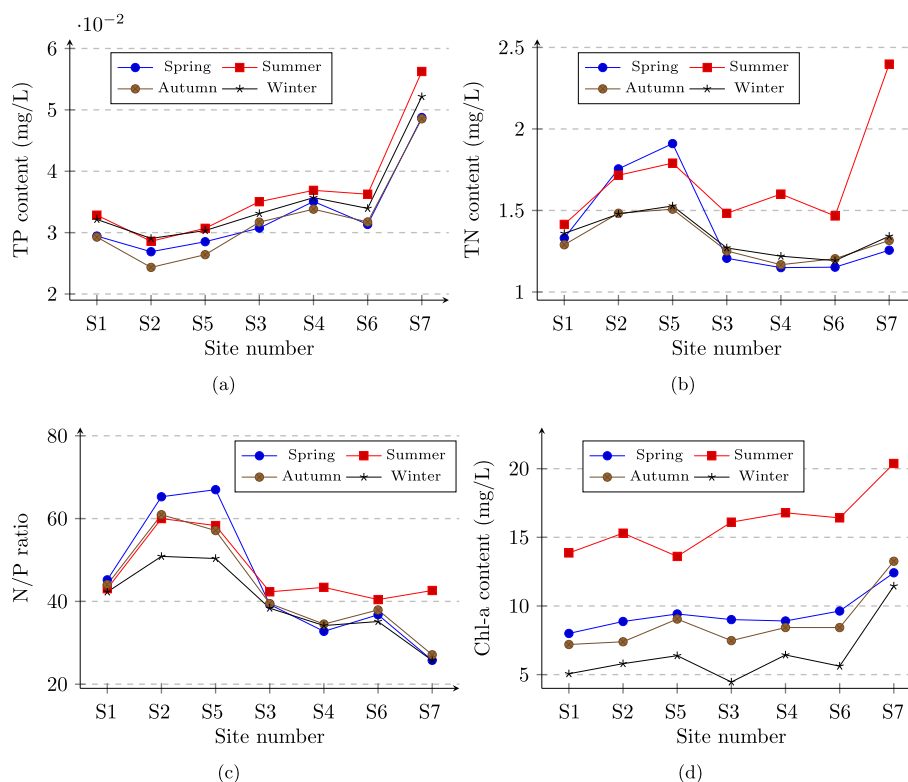 ·10⁻²
6
5
4
3
2
TP content (mg/L)
Spring Summer
Autumn Winter
S1 S2 S5 S3 S4 S6 S7
Site number
(a)
2.5
2
1.5
1
TN content (mg/L)
Spring Summer
Autumn Winter
S1 S2 S5 S3 S4 S6 S7
Site number
(b)
80
60
40
20
N/P ratio
Spring Summer
Autumn Winter
S1 S2 S5 S3 S4 S6 S7
Site number
(c)
20
15
10
5
Chl-a content (mg/L)
Spring Summer
Autumn Winter
S1 S2 S5 S3 S4 S6 S7
Site number
(d)